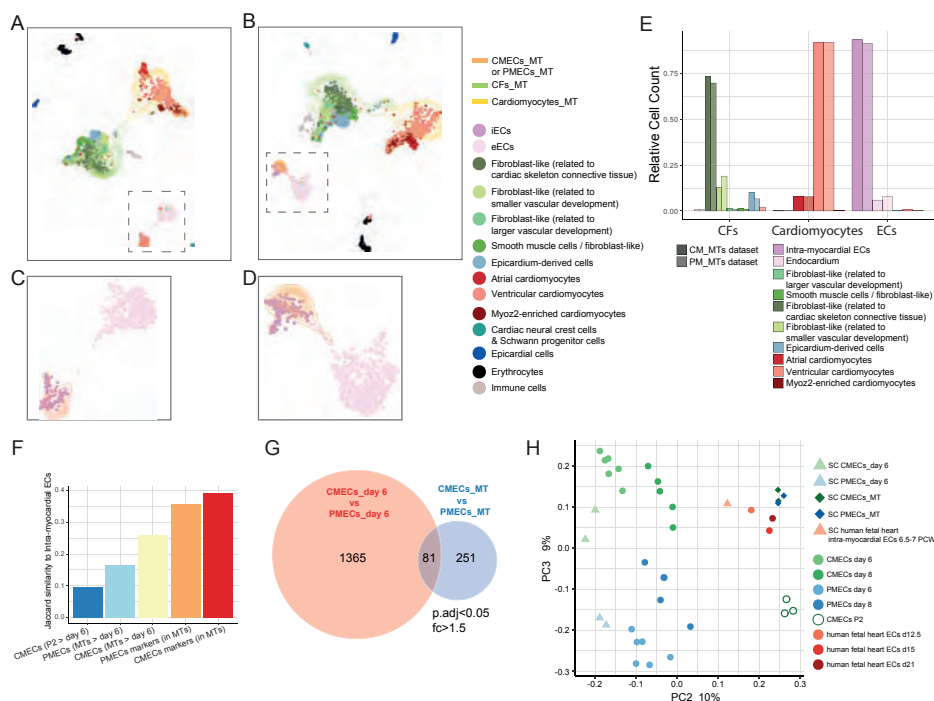 A
B
CMECs_MT
or PMECs_MT
CFs_MT
Cardiomyocytes_MT
iECs
eECs
Fibroblast-like (related to
cardiac skeleton connective tissue)
Fibroblast-like (related to
smaller vascular development)
Fibroblast-like (related to
larger vascular development)
Smooth muscle cells / fibroblast-like
Epicardium-derived cells
Atrial cardiomyocytes
Ventricular cardiomyocytes
Myoz2-enriched cardiomyocytes
Cardiac neural crest cells
& Schwann progenitor cells
Epicardial cells
Erythrocytes
Immune cells
C
D
E
Relative Cell Count
0.75
0.50
0.25
0.00
CFs
Cardiomyocytes
ECs
CM_MTs dataset
PM_MTs dataset
Intra-myocardial ECs
Endocardium
Fibroblast-like (related to
larger vascular development)
Smooth muscle cells / fibroblast-like
Fibroblast-like (related to
cardiac skeleton connective tissue)
Fibroblast-like (related to
smaller vascular development)
Epicardium-derived cells
Atrial cardiomyocytes
Ventricular cardiomyocytes
Myoz2-enriched cardiomyocytes
F
Jaccard similarity to Intra-myocardial ECs
0.4
0.3
0.2
0.1
0.0
CMECs (P2 > day 6)
PMECs (MTs > day 6)
CMECs (MTs > day 6)
PMECs markers (in MTs)
CMECs markers (in MTs)
G
CMECs_day 6
vs
PMECs_day 6
CMECs_MT
vs
PMECs_MT
1365
81
251
p.adj<0.05
fc>1.5
H
PC3 9%
0.2
0.1
0.0
-0.1
-0.2
-0.3
-0.2
-0.1
0.0
0.1
0.2
0.3
PC2 10%
SC CMECs_day 6
SC PMECs_day 6
SC CMECs_MT
SC PMECs_MT
SC human fetal heart
intra-myocardial ECs 6.5-7 PCW
CMECs day 6
CMECs day 8
PMECs day 6
PMECs day 8
CMECs P2
human fetal heart ECs d12.5
human fetal heart ECs d15
human fetal heart ECs d21